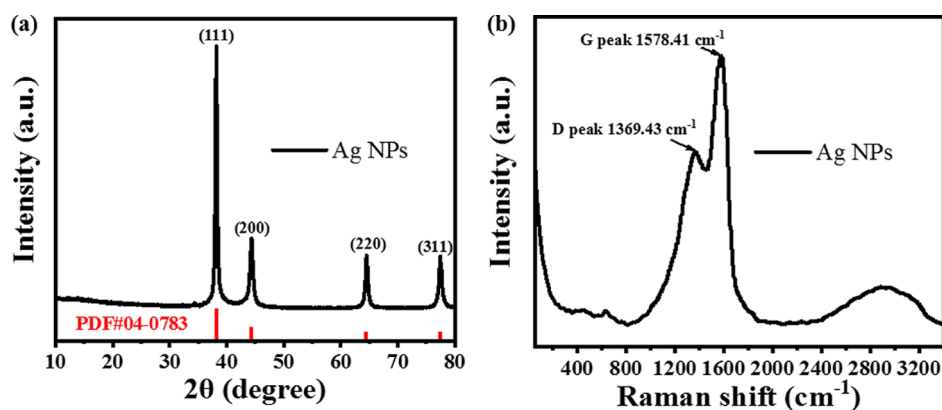 (a)
(111)
Ag NPs
(200)
(220)
(311)
PDF#04-0783
10 20 30 40 50 60 70 80
2θ (degree)
Intensity (a.u.)
(b)
G peak 1578.41 cm⁻¹
D peak 1369.43 cm⁻¹
Ag NPs
400 800 1200 1600 2000 2400 2800 3200
Raman shift (cm⁻¹)
Intensity (a.u.)